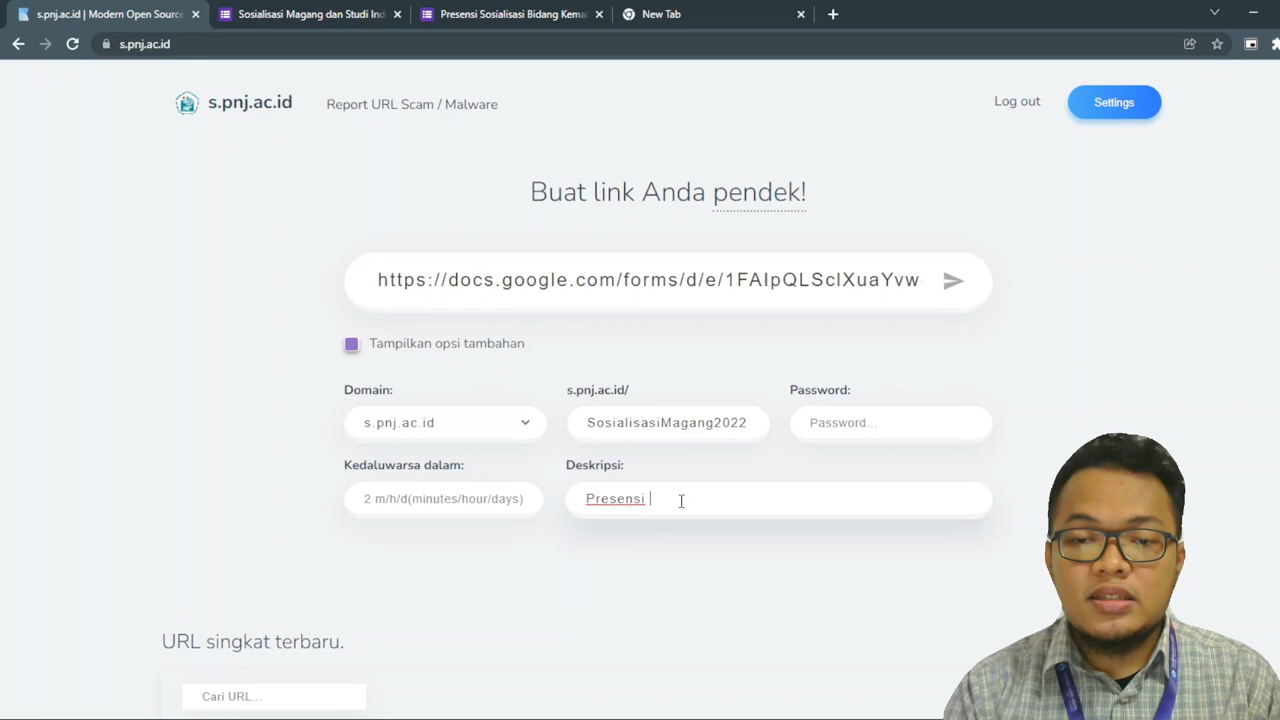 s.pnj.ac.id | Modern Open Source
Sosialisasi Magang dan Studi Ind
Presensi Sosialisasi Bidang Kema
New Tab
s.pnj.ac.id
s.pnj.ac.id
Report URL Scam / Malware
Log out
Settings
Buat link Anda pendek!
https://docs.google.com/forms/d/e/1FAIpQLSclXuaYvw
Tampilkan opsi tambahan
Domain:
s.pnj.ac.id/
Password:
s.pnj.ac.id
SosialisasiMagang2022
Password...
Kedaluwarsa dalam:
Deskripsi:
2 m/h/d(minutes/hour/days)
Presensi
URL singkat terbaru.
Cari URL...